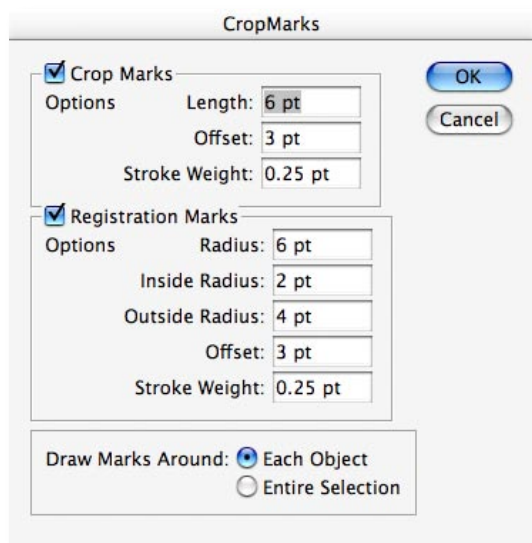 CropMarks
Crop Marks
OK
Options Length: 6 pt
Cancel
Offset: 3 pt
Stroke Weight: 0.25 pt
Registration Marks
Options Radius: 6 pt
Inside Radius: 2 pt
Outside Radius: 4 pt
Offset: 3 pt
Stroke Weight: 0.25 pt
Draw Marks Around: Each Object
Entire Selection